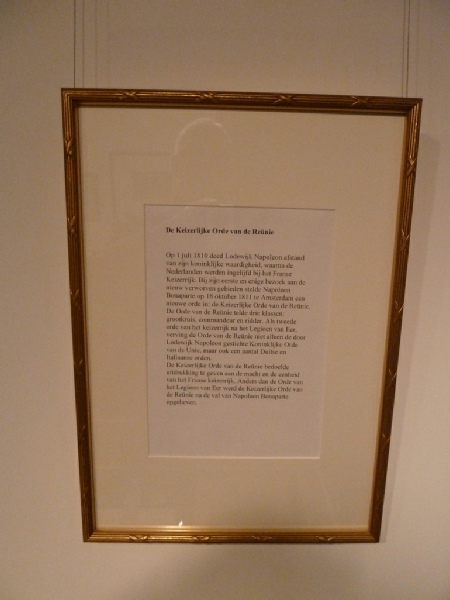 De Keizerlijke Orde van de Reünie
Op 1 juli 1810 deed Lodewijk Napoleon afstand
van zijn koninklijke waardigheid, waarna de
Nederlanden werden ingelijfd bij het Franse
Keizerrijk. Bij zijn eerste en enige bezoek aan de
nieuw verworven gebieden stelde Napoleon
Bonaparte op 18 oktober 1811 te Amsterdam een
nieuwe orde in: de Keizerlijke Orde van de Reünie.
De Orde van de Reünie telde drie klassen:
grootkruis, commandeur en ridder. Als tweede
orde van het keizerrijk na het Legioen van Eer,
verving de Orde van de Reünie niet alleen de door
Lodewijk Napoleon gestichte Koninklijke Orde
van de Unie, maar ook een aantal Duitse en
Italiaanse orden.
De Keizerlijke Orde van de Reünie bedoelde
uitdrukking te geven aan de macht en de eenheid
van het Franse keizerrijk. Anders dan de Orde van
het Legioen van Eer werd de Keizerlijke Orde van
de Reünie na de val van Napoleon Bonaparte
opgeheven.